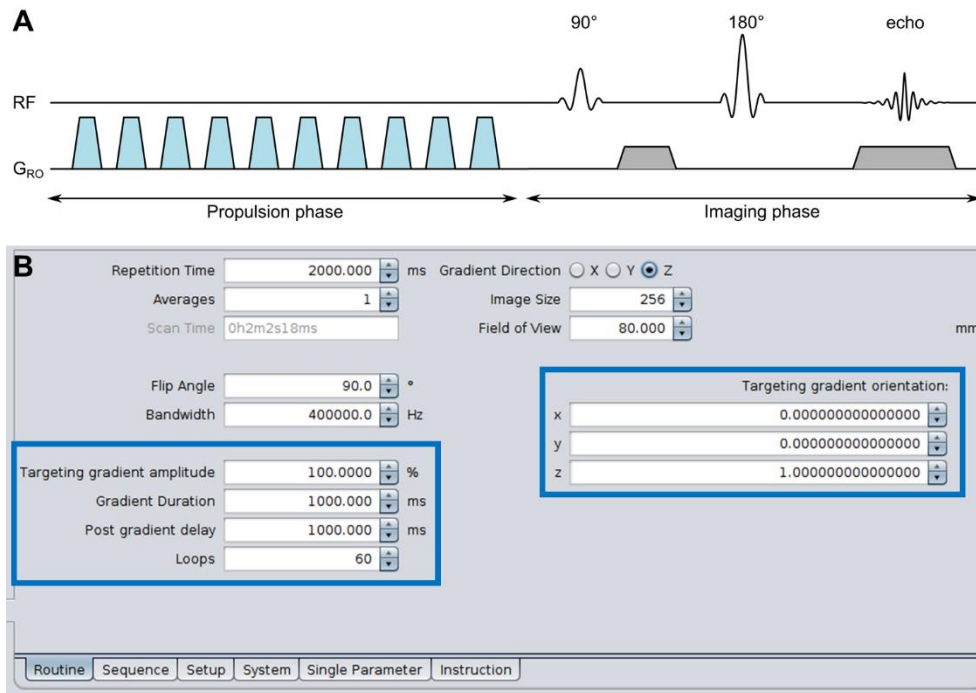 A
90° 180° echo
RF
G_RO
Propulsion phase Imaging phase
B
Repetition Time 2000.000 ms Gradient Direction X Y Z
Averages 1 Image Size 256
Scan Time 0h2m2s18ms Field of View 80.000 mm
Flip Angle 90.0 °
Targeting gradient orientation:
Bandwidth 400000.0 Hz
x 0.000000000000000
y 0.000000000000000
Targeting gradient amplitude 100.0000 %
z 1.000000000000000
Gradient Duration 1000.000 ms
Post gradient delay 1000.000 ms
Loops 60
Routine Sequence Setup System Single Parameter Instruction